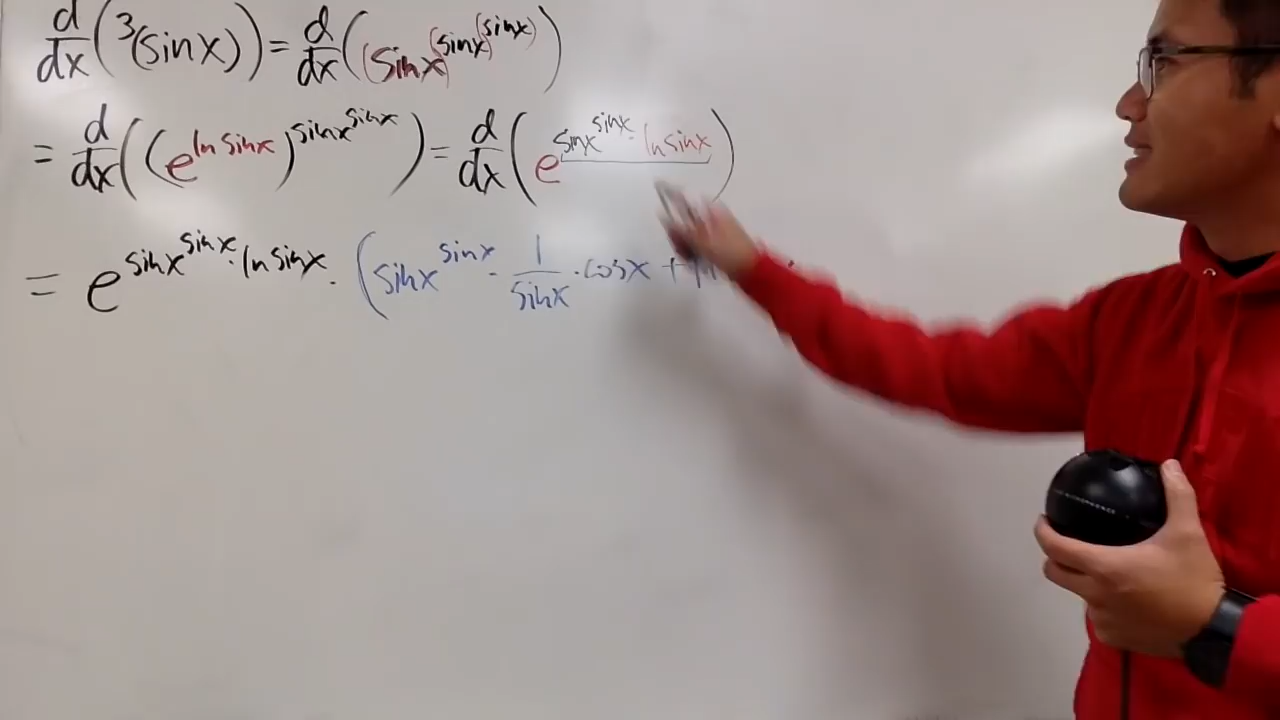 d/dx(³(sinx)) = d/dx((sinx)^(sinx)^(sinx))
= d/dx((e^(ln sinx))^(sinx^(sinx))) = d/dx(e^(sinx^(sinx) · ln sinx))
= e^(sinx^(sinx) · ln sinx) · (sinx^(sinx) · 1/sinx · cosx +